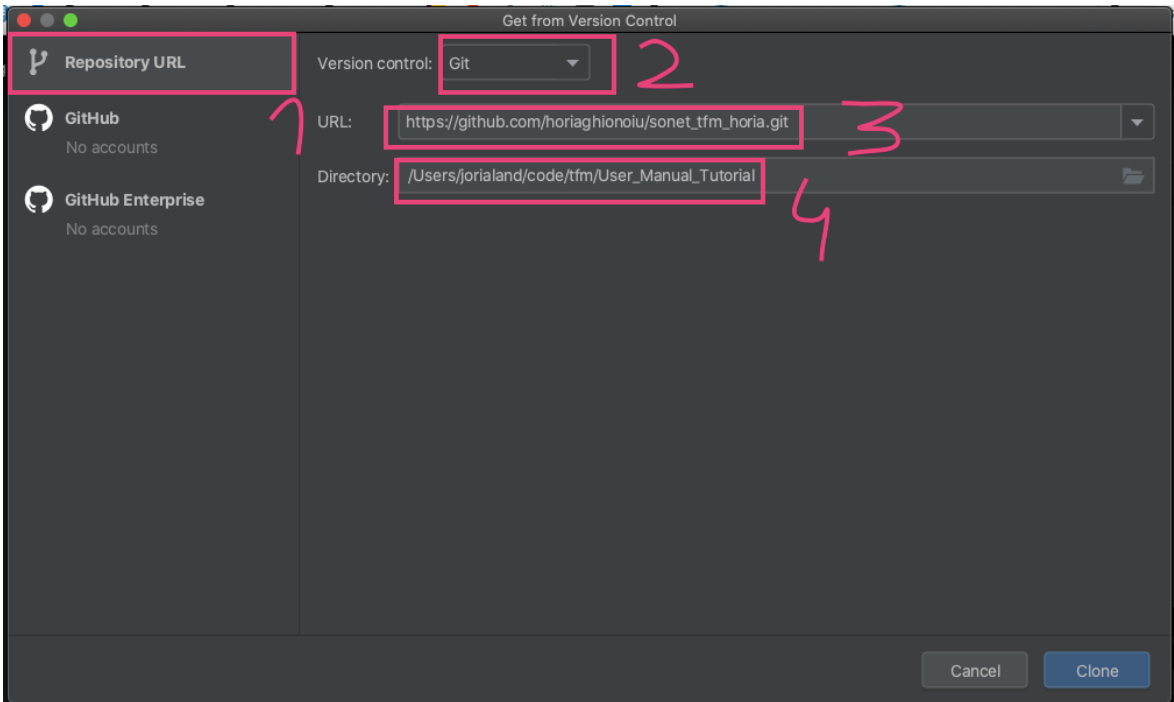 Get from Version Control
Repository URL
1
GitHub
No accounts
GitHub Enterprise
No accounts
Version control: Git
2
URL: https://github.com/horiaghionoiu/sonet_tfm_horia.git
3
Directory: /Users/jorialand/code/tfm/User_Manual_Tutorial
4
Cancel
Clone